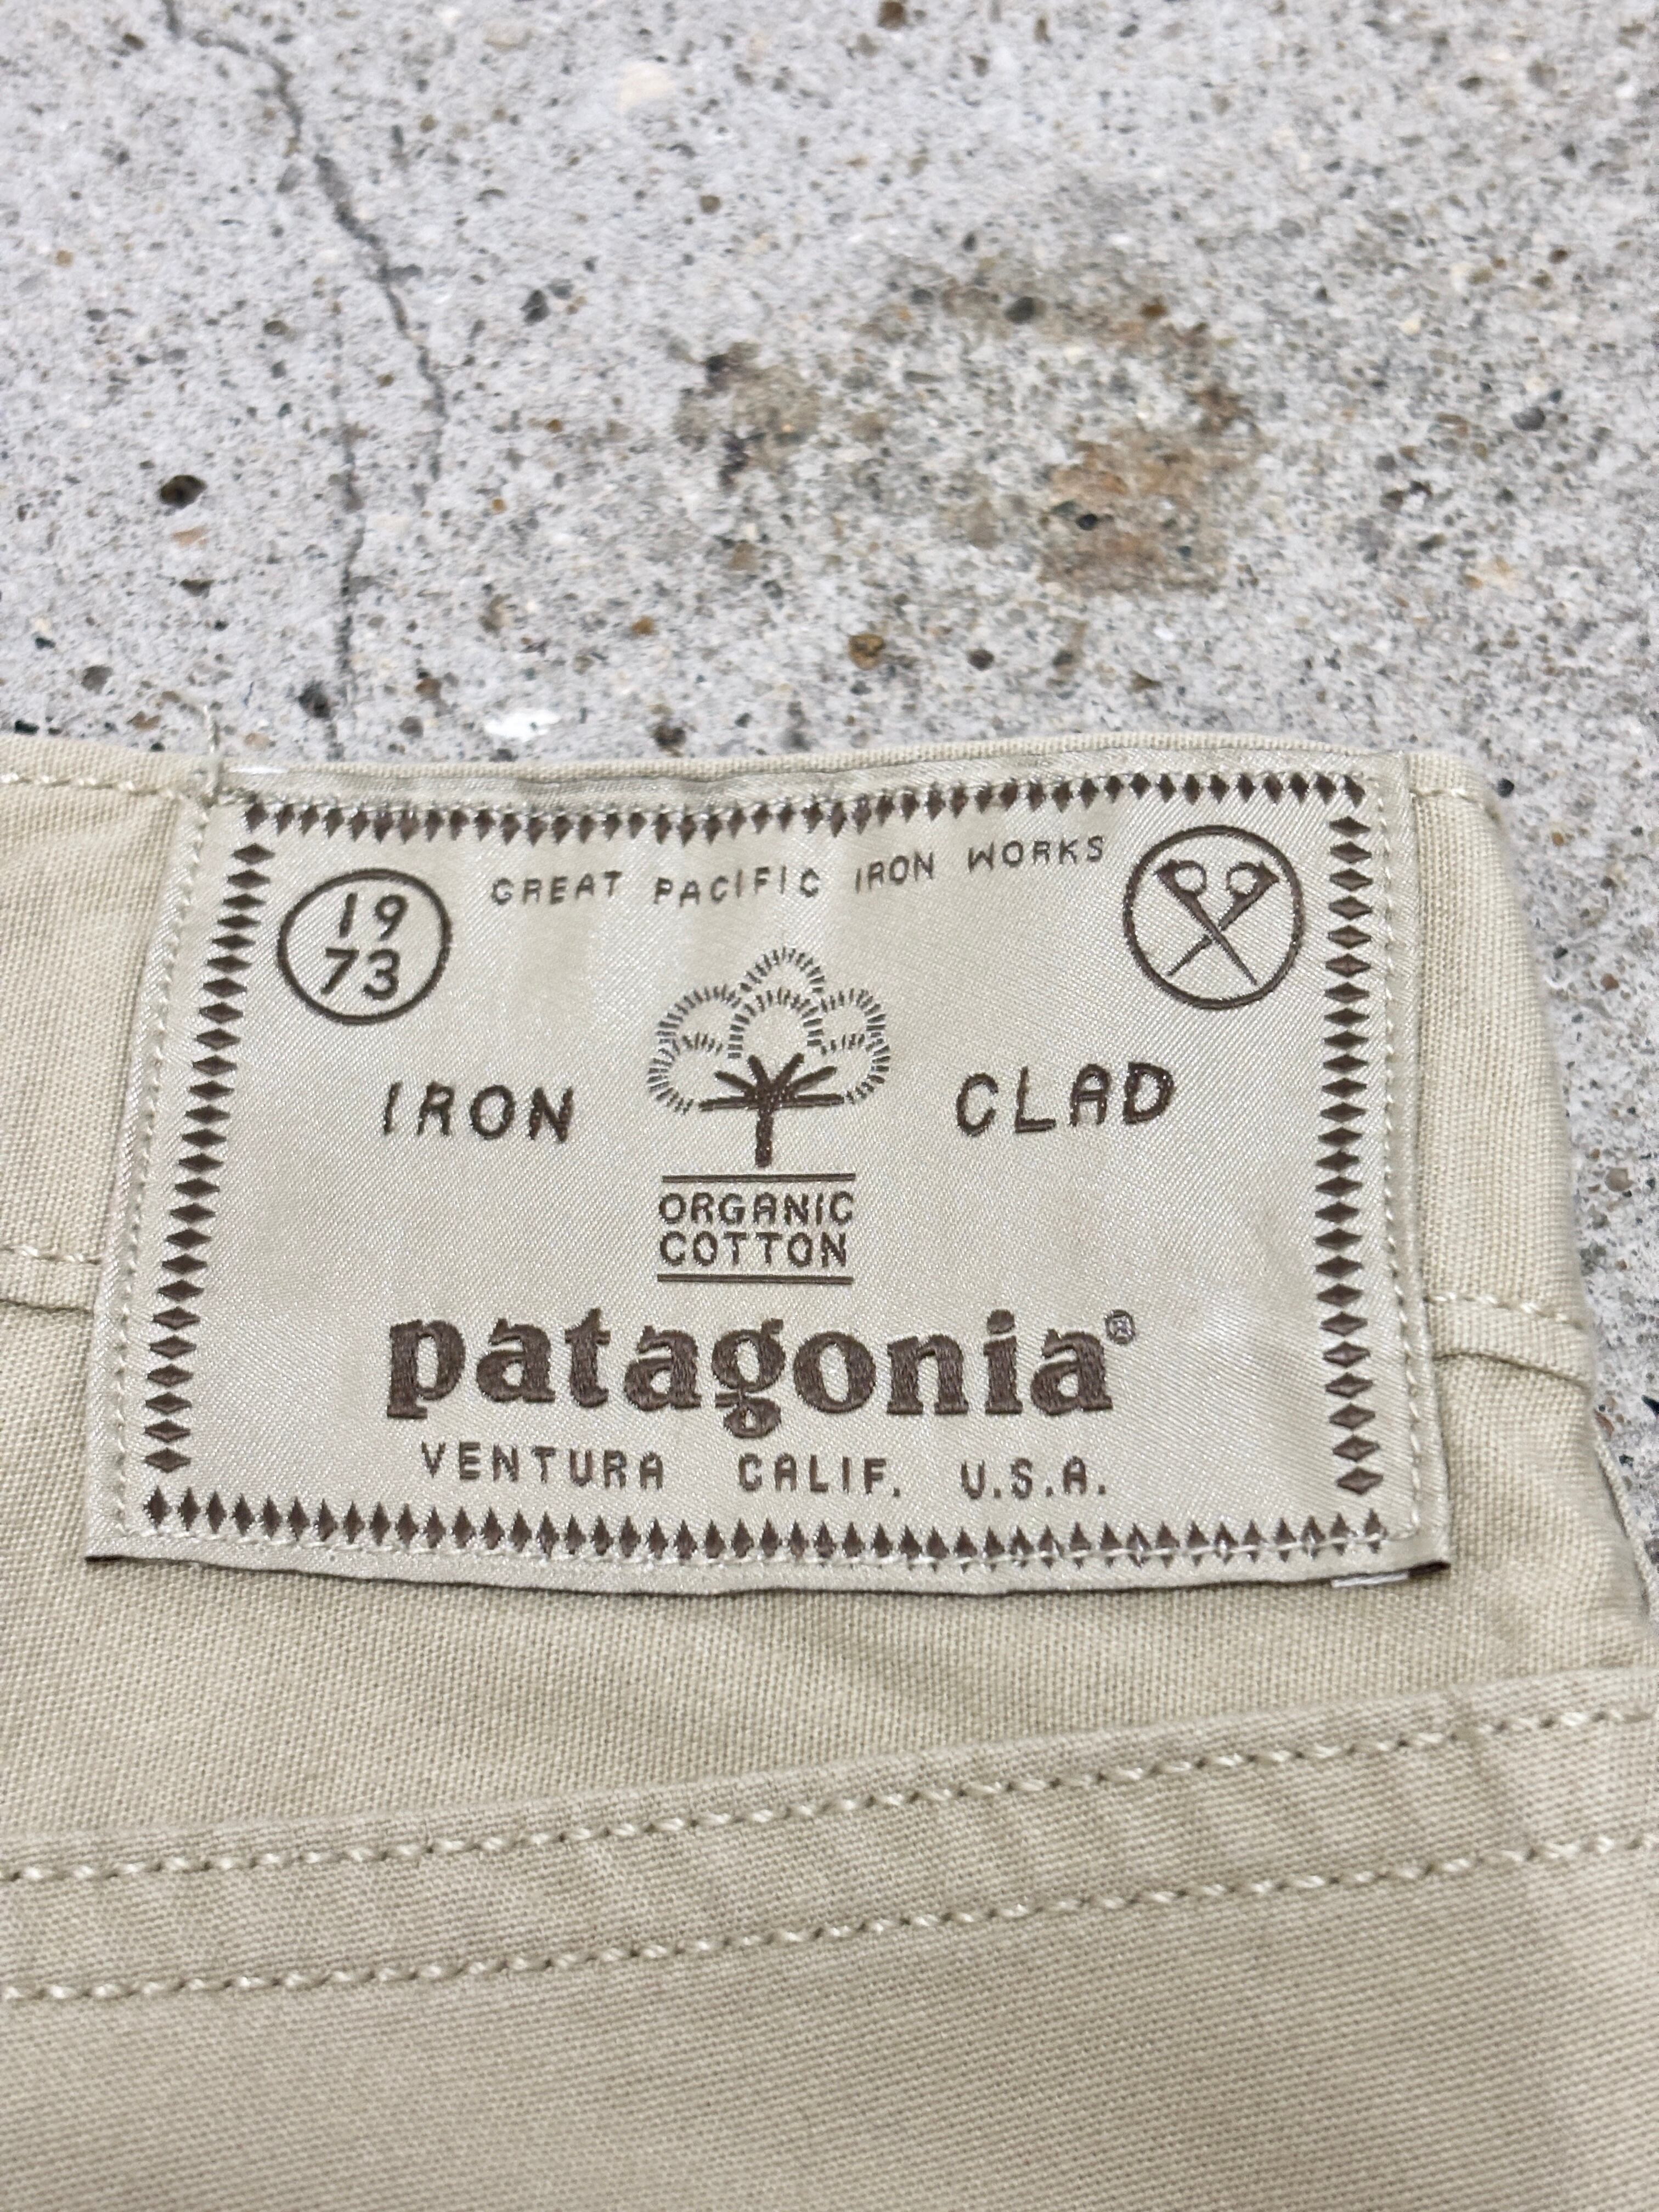 GREAT PACIFIC IRON WORKS
19
73
IRON CLAD
ORGANIC
COTTON
patagonia®
VENTURA CALIF. U.S.A.